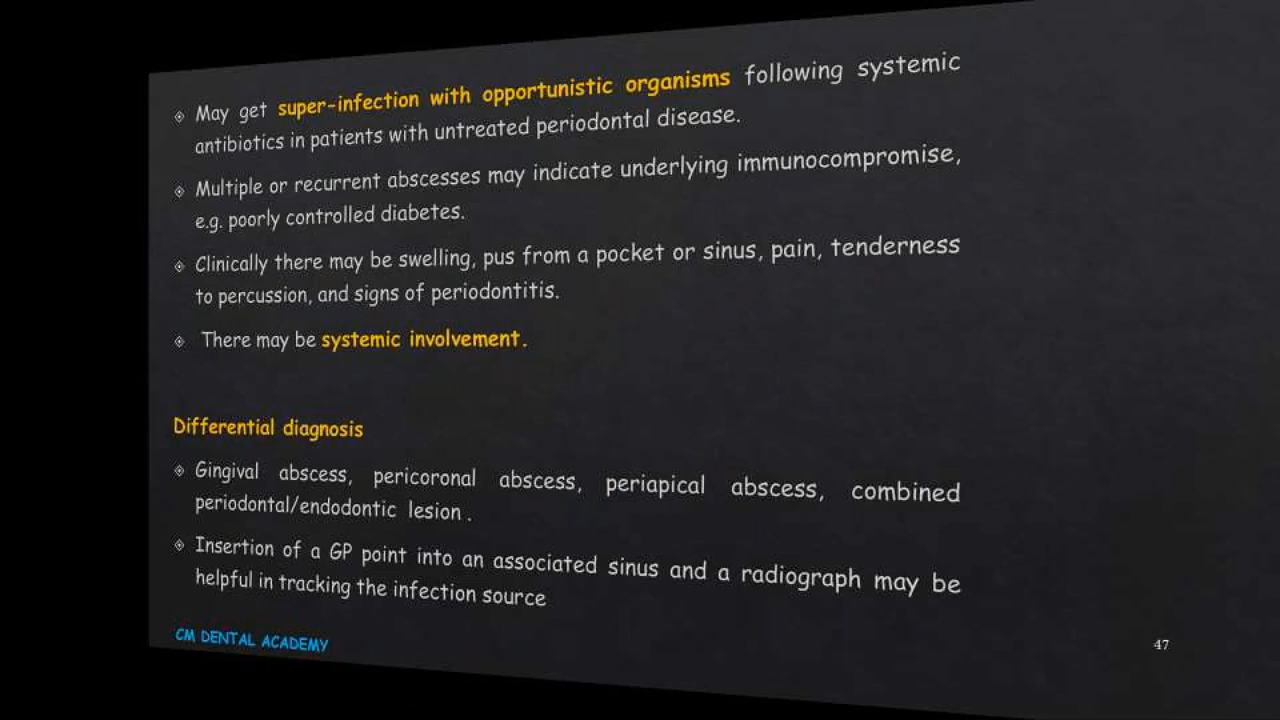 May get super-infection with opportunistic organisms following systemic
antibiotics in patients with untreated periodontal disease.
Multiple or recurrent abscesses may indicate underlying immunocompromise,
e.g. poorly controlled diabetes.
Clinically there may be swelling, pus from a pocket or sinus, pain, tenderness
to percussion, and signs of periodontitis.
There may be systemic involvement.
Differential diagnosis
Gingival abscess, pericoronal abscess, periapical abscess, combined
periodontal/endodontic lesion .
Insertion of a GP point into an associated sinus and a radiograph may be
helpful in tracking the infection source
CM DENTAL ACADEMY
47